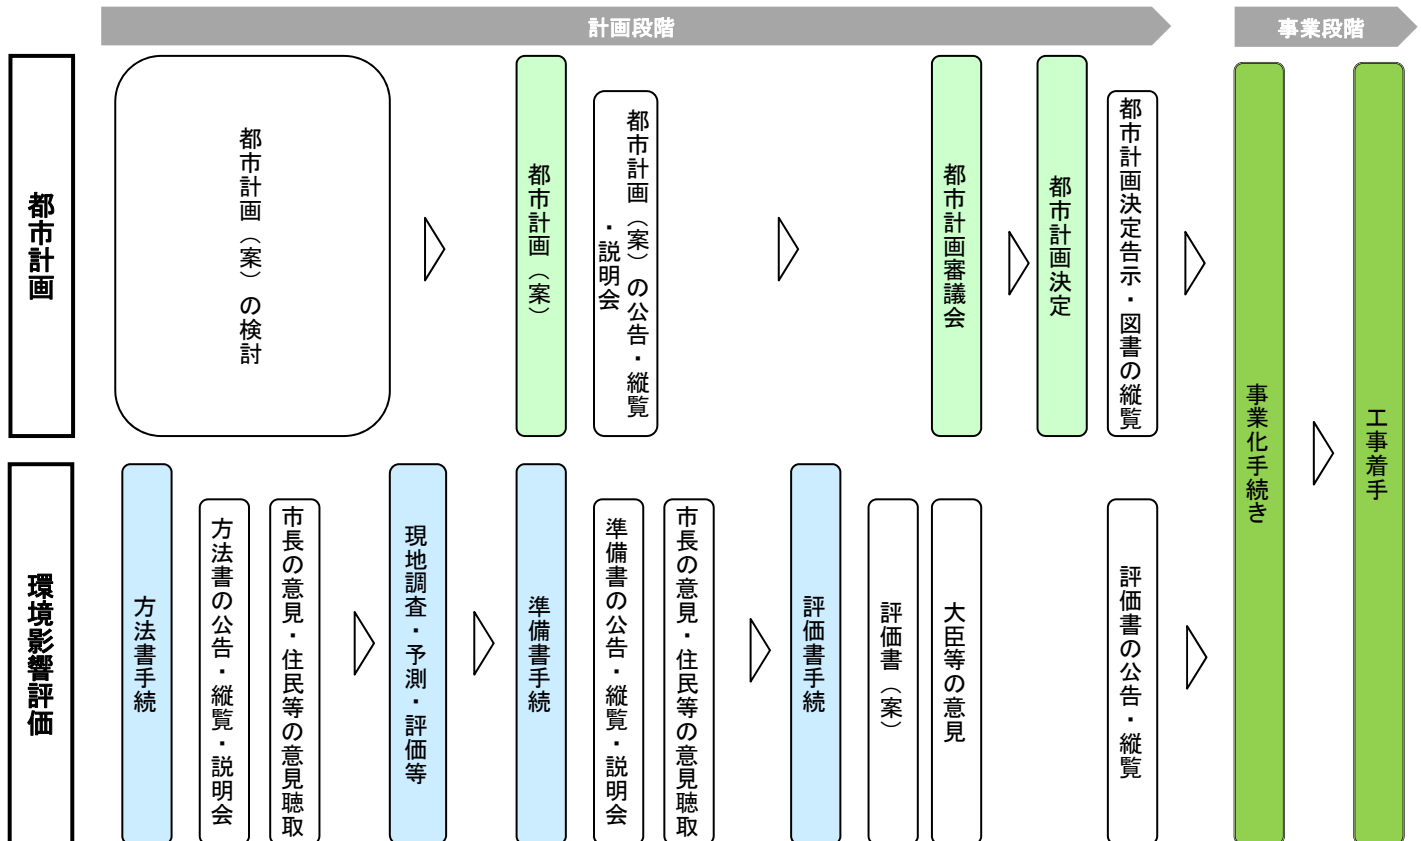 計画段階
事業段階
都市計画
都市計画（案）の検討
都市計画（案）
都市計画（案）の公告・縦覧
・説明会
都市計画審議会
都市計画決定
都市計画決定告示・図書の縦覧
環境影響評価
方法書手続
方法書の公告・縦覧・説明会
市長の意見・住民等の意見聴取
現地調査・予測・評価等
準備書手続
準備書の公告・縦覧・説明会
市長の意見・住民等の意見聴取
評価書手続
評価書（案）
大臣等の意見
評価書の公告・縦覧
事業化手続き
工事着手